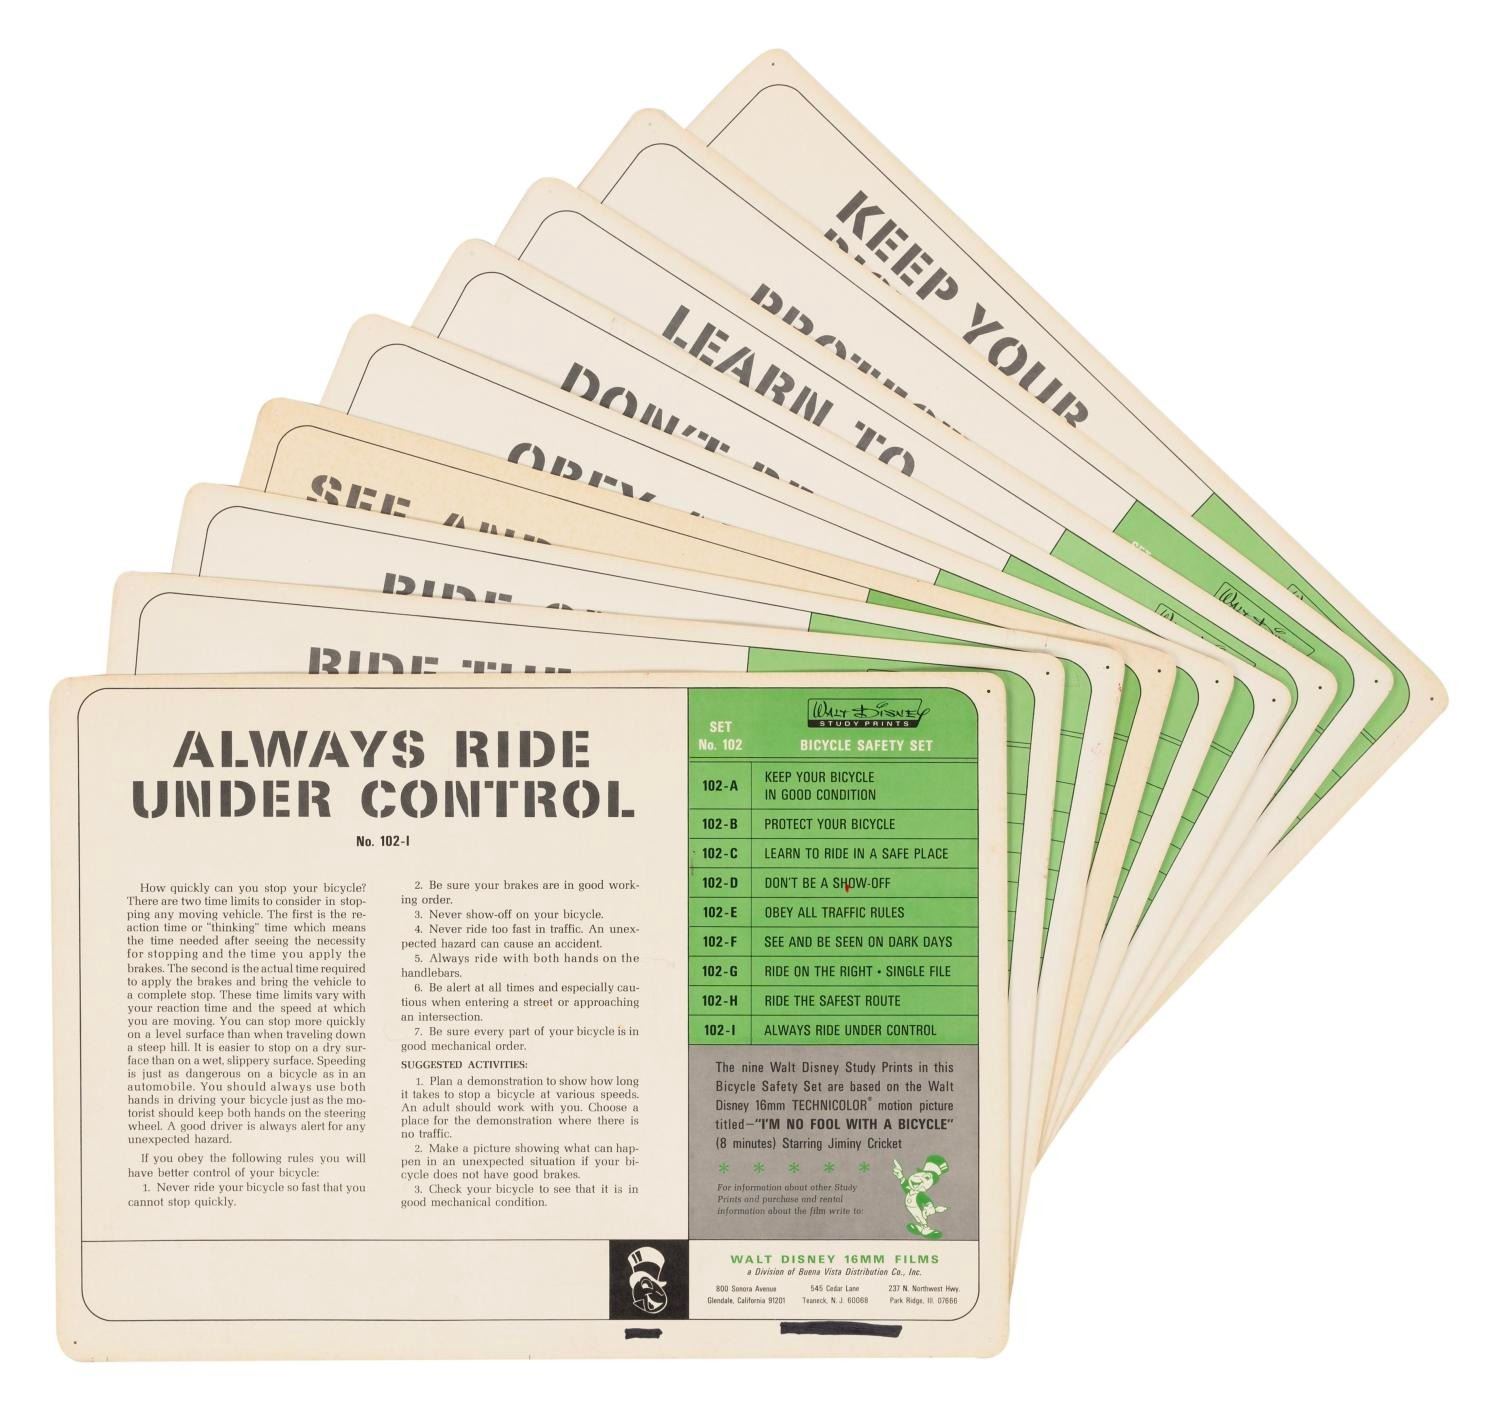 KEEP YOUR
LEARN TO
DON'T BE
OBEY A
SEE AND
RIDE O
RIDE THE
ALWAYS RIDE
UNDER CONTROL
No. 102-I
How quickly can you stop your bicycle?
There are two time limits to consider in stop-
ping any moving vehicle. The first is the re-
action time or "thinking" time which means
the time needed after seeing the necessity
for stopping and the time you apply the
brakes. The second is the actual time required
to apply the brakes and bring the vehicle to
a complete stop. These time limits vary with
your reaction time and the speed at which
you are moving. You can stop more quickly
on a level surface than when traveling down
a steep hill. It is easier to stop on a dry sur-
face than on a wet, slippery surface. Speeding
is just as dangerous on a bicycle as in an
automobile. You should always use both
hands in driving your bicycle just as the mo-
torist should keep both hands on the steering
wheel. A good driver is always alert for any
unexpected hazard.
If you obey the following rules you will
have better control of your bicycle:
1. Never ride your bicycle so fast that you
cannot stop quickly.
2. Be sure your brakes are in good work-
ing order.
3. Never show-off on your bicycle.
4. Never ride too fast in traffic. An unex-
pected hazard can cause an accident.
5. Always ride with both hands on the
handlebars.
6. Be alert at all times and especially cau-
tious when entering a street or approaching
an intersection.
7. Be sure every part of your bicycle is in
good mechanical order.
SUGGESTED ACTIVITIES:
1. Plan a demonstration to show how long
it takes to stop a bicycle at various speeds.
An adult should work with you. Choose a
place for the demonstration where there is
no traffic.
2. Make a picture showing what can hap-
pen in an unexpected situation if your bi-
cycle does not have good brakes.
3. Check your bicycle to see that it is in
good mechanical condition.
WALT DISNEY
STUDY PRINTS
SET
No. 102
BICYCLE SAFETY SET
102-A KEEP YOUR BICYCLE
IN GOOD CONDITION
102-B PROTECT YOUR BICYCLE
102-C LEARN TO RIDE IN A SAFE PLACE
102-D DON'T BE A SHOW-OFF
102-E OBEY ALL TRAFFIC RULES
102-F SEE AND BE SEEN ON DARK DAYS
102-G RIDE ON THE RIGHT • SINGLE FILE
102-H RIDE THE SAFEST ROUTE
102-I ALWAYS RIDE UNDER CONTROL
The nine Walt Disney Study Prints in this
Bicycle Safety Set are based on the Walt
Disney 16mm TECHNICOLOR® motion picture
titled—"I'M NO FOOL WITH A BICYCLE"
(8 minutes) Starring Jiminy Cricket
* * * * *
For information about other Study
Prints and purchase and rental
information about the film write to:
WALT DISNEY 16MM FILMS
a Division of Buena Vista Distribution Co., Inc.
800 Sonora Avenue 545 Cedar Lane 237 N. Northwest Hwy.
Glendale, California 91201 Teaneck, N. J. 60068 Park Ridge, Ill. 07666